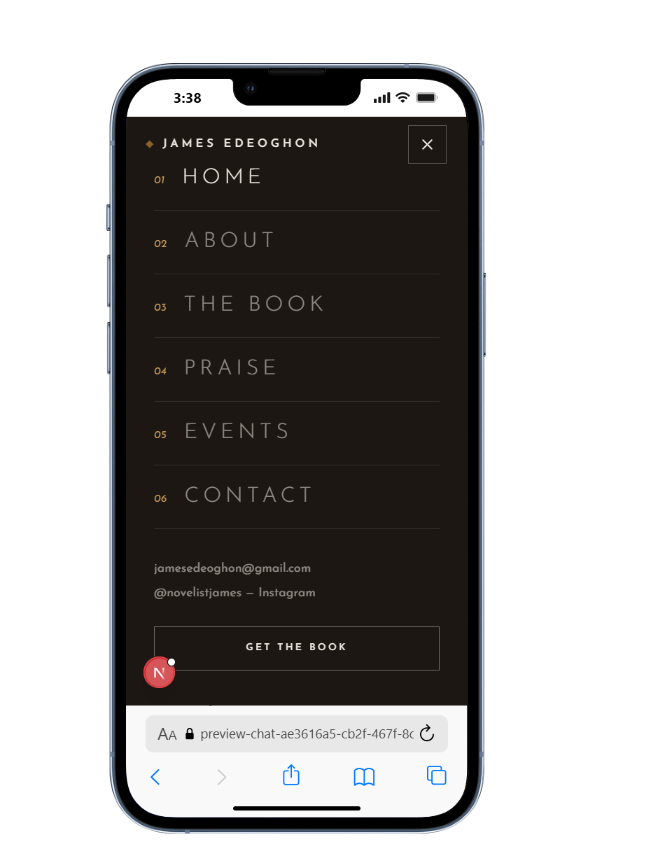 3:38
JAMES EDEOGHON
01 HOME
02 ABOUT
03 THE BOOK
04 PRAISE
05 EVENTS
06 CONTACT
jamesedeoghon@gmail.com
@novelistjames — Instagram
GET THE BOOK
N
AA preview-chat-ae3616a5-cb2f-467f-8c